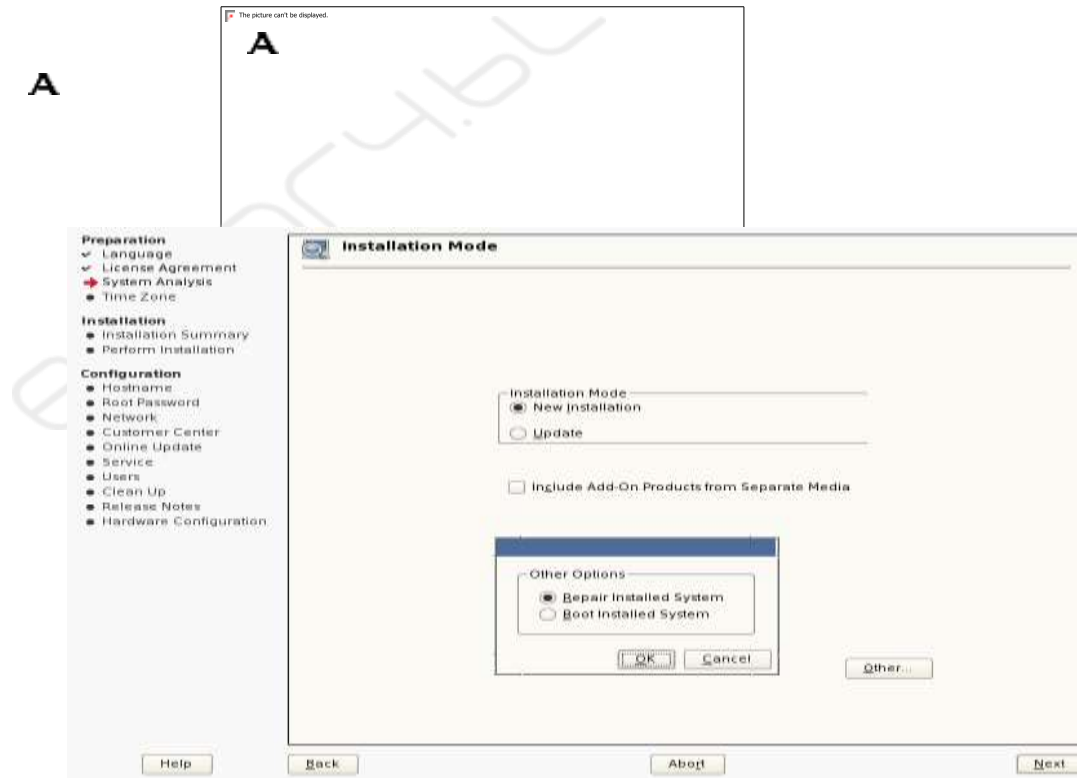 The picture can't be displayed.
A
A
Preparation
Language
License Agreement
System Analysis
Time Zone
Installation
Installation Summary
Perform Installation
Configuration
Hostname
Root Password
Network
Customer Center
Online Update
Service
Users
Clean Up
Release Notes
Hardware Configuration
Installation Mode
Installation Mode
New Installation
Update
Include Add-On Products from Separate Media
Other Options
Repair Installed System
Boot Installed System
OK Cancel
Other...
Help Back Abort Next